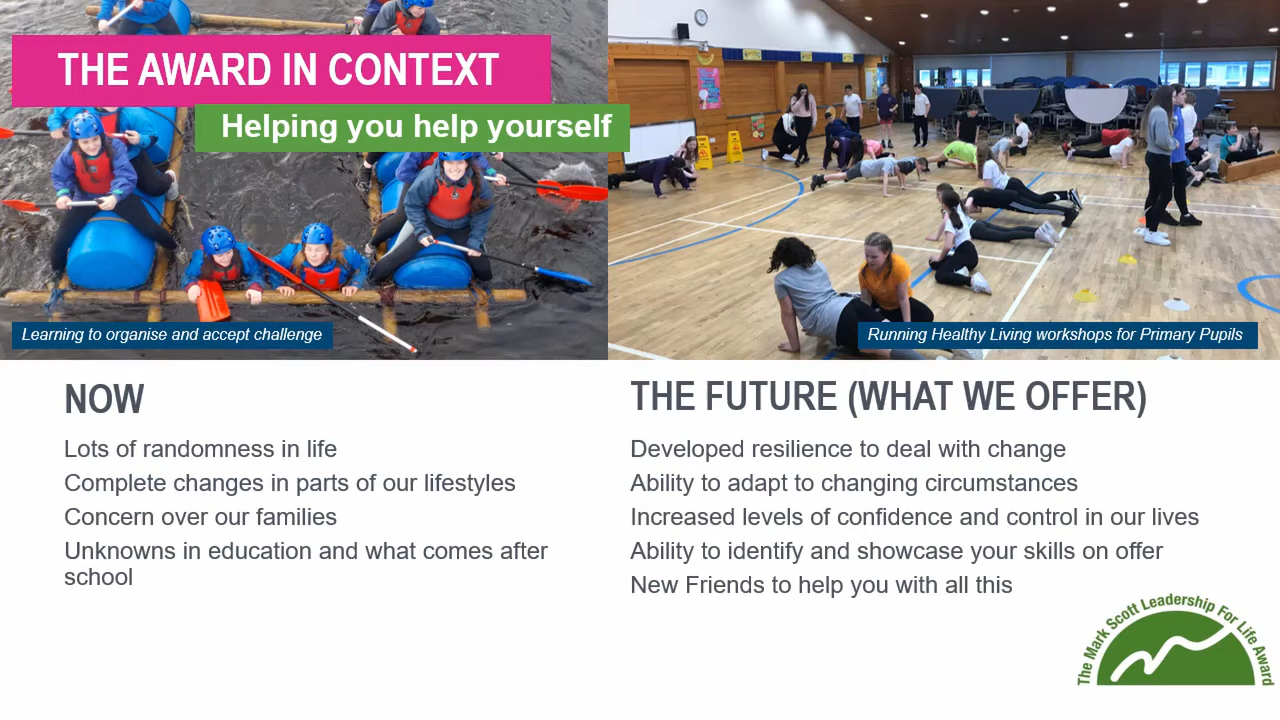 THE AWARD IN CONTEXT
Helping you help yourself
Learning to organise and accept challenge
Running Healthy Living workshops for Primary Pupils
NOW
Lots of randomness in life
Complete changes in parts of our lifestyles
Concern over our families
Unknowns in education and what comes after
school
THE FUTURE (WHAT WE OFFER)
Developed resilience to deal with change
Ability to adapt to changing circumstances
Increased levels of confidence and control in our lives
Ability to identify and showcase your skills on offer
New Friends to help you with all this
The Mark Scott Leadership For Life Award